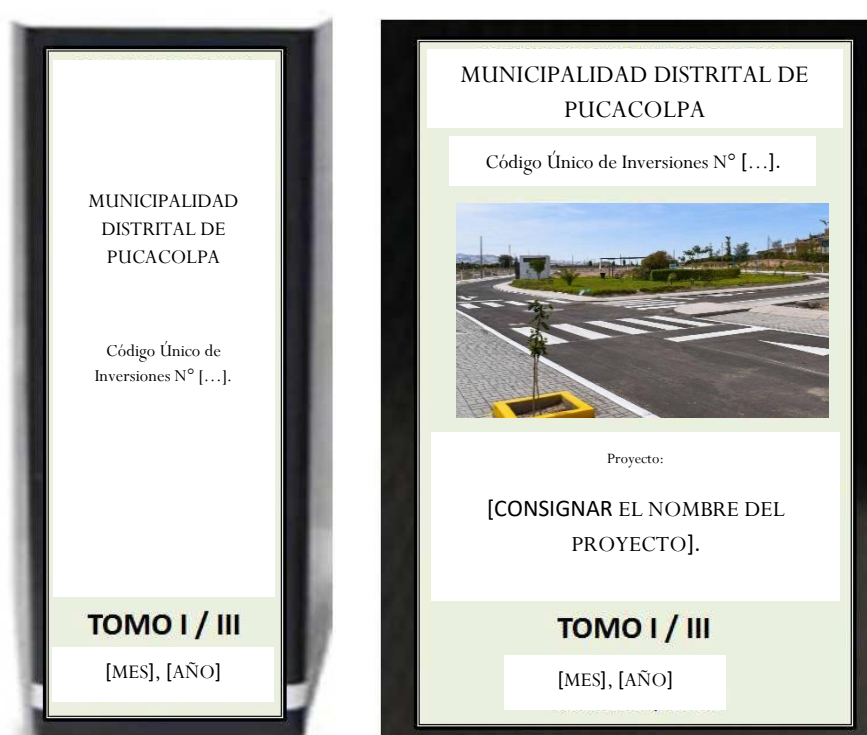 MUNICIPALIDAD
DISTRITAL DE
PUCACOLPA
Código Único de
Inversiones N° […].
TOMO I / III
[MES], [AÑO]
MUNICIPALIDAD DISTRITAL DE
PUCACOLPA
Código Único de Inversiones N° […].
Proyecto:
[CONSIGNAR EL NOMBRE DEL
PROYECTO].
TOMO I / III
[MES], [AÑO]